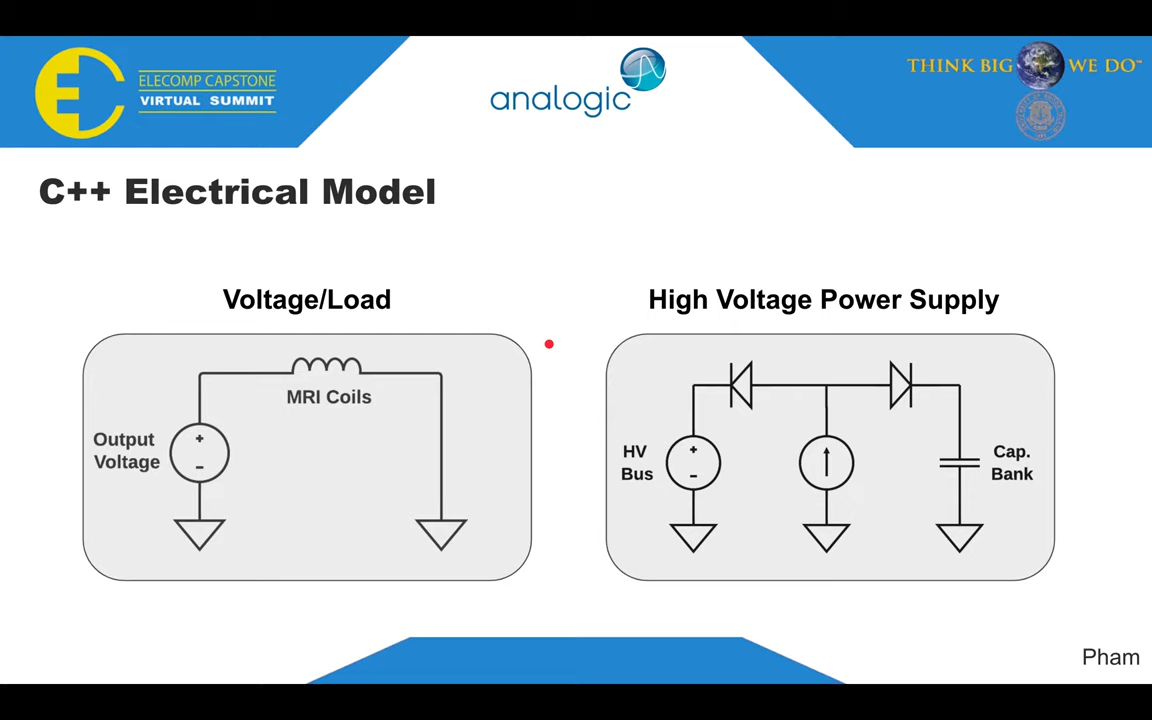 ELECOMP CAPSTONE
VIRTUAL SUMMIT
analogic
THINK BIG WE DO™
C++ Electrical Model
Voltage/Load
High Voltage Power Supply
MRI Coils
Output
Voltage
+
-
HV
Bus
+
-
Cap.
Bank
Pham